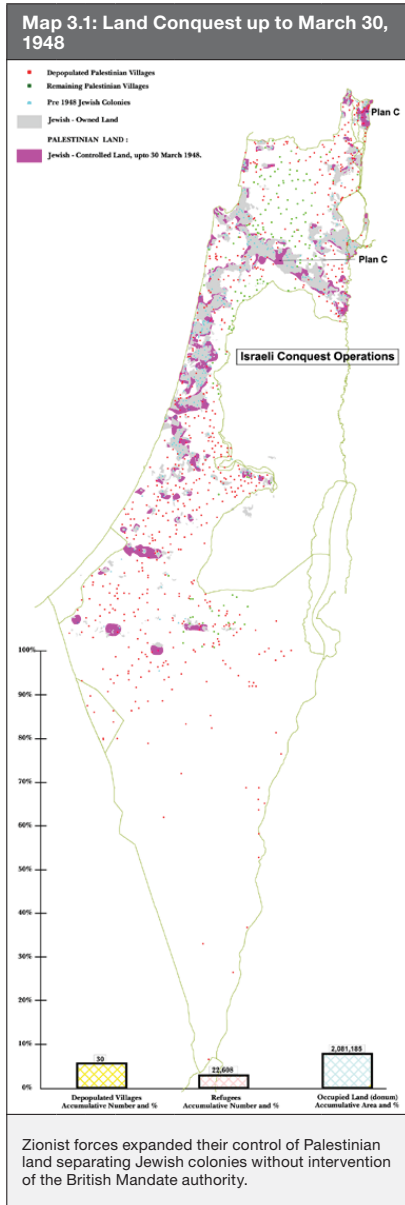 Map 3.1: Land Conquest up to March 30,
1948
Depopulated Palestinian Villages
Remaining Palestinian Villages
Pre 1948 Jewish Colonies
Jewish - Owned Land
PALESTINIAN LAND :
Jewish - Controlled Land, upto 30 March 1948.
Plan C
Plan C
Israeli Conquest Operations
100%
90%
80%
70%
60%
50%
40%
30%
20%
10%
0%
30
22,608
2,081,185
Depopulated Villages
Accumulative Number and %
Refugees
Accumulative Number and %
Occupied Land (donum)
Accumulative Area and %
Zionist forces expanded their control of Palestinian
land separating Jewish colonies without intervention
of the British Mandate authority.